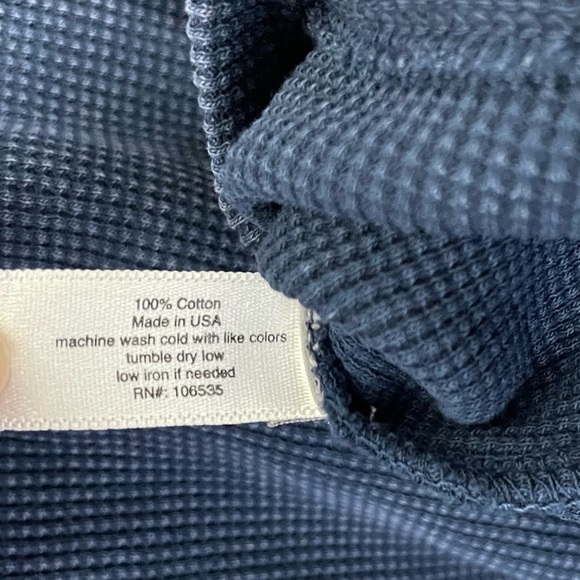 100% Cotton
Made in USA
machine wash cold with like colors
tumble dry low
low iron if needed
RN#: 106535